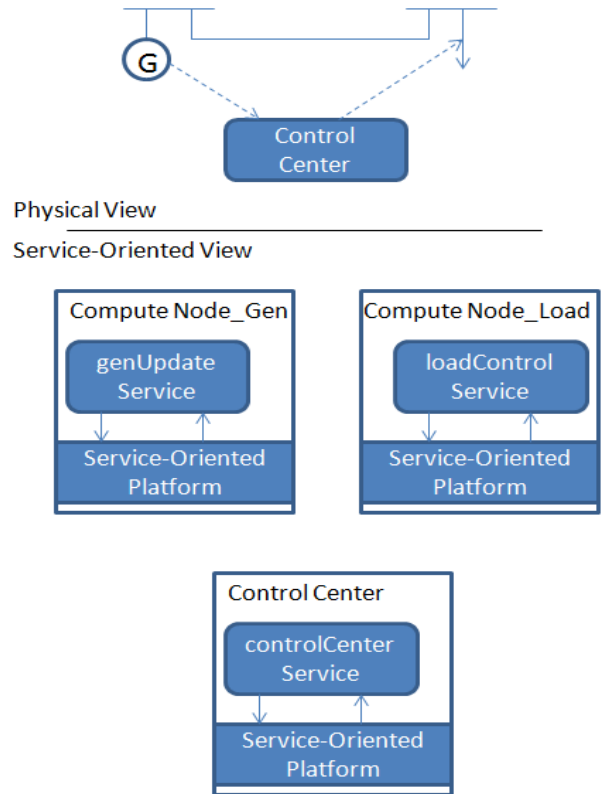 G
Control
Center
Physical View
Service-Oriented View
Compute Node_Gen
genUpdate
Service
Service-Oriented
Platform
Compute Node_Load
loadControl
Service
Service-Oriented
Platform
Control Center
controlCenter
Service
Service-Oriented
Platform